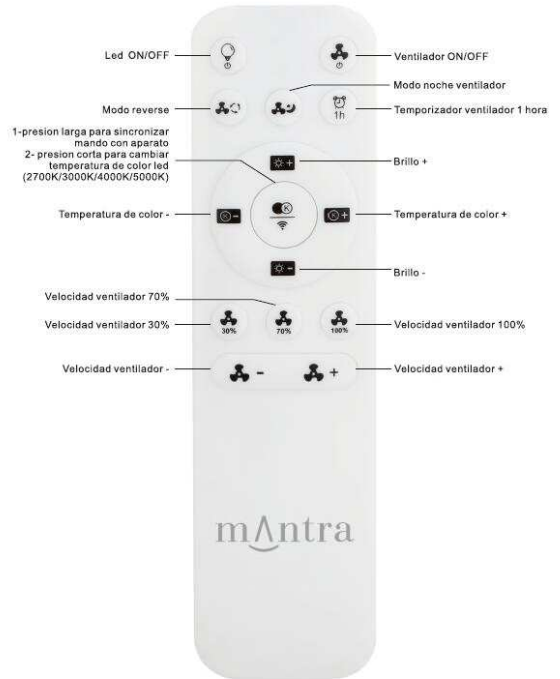 Led ON/OFF
Ventilador ON/OFF
Modo noche ventilador
Modo reverse
1h
Temporizador ventilador 1 hora
1-presion larga para sincronizar
mando con aparato
2- presion corta para cambiar
temperatura de color led
(2700K/3000K/4000K/5000K)
+
Brillo +
Temperatura de color -
K -
K
K +
Temperatura de color +
-
Brillo -
Velocidad ventilador 70%
Velocidad ventilador 30%
30%
70%
100%
Velocidad ventilador 100%
Velocidad ventilador -
-
+
Velocidad ventilador +
mantra